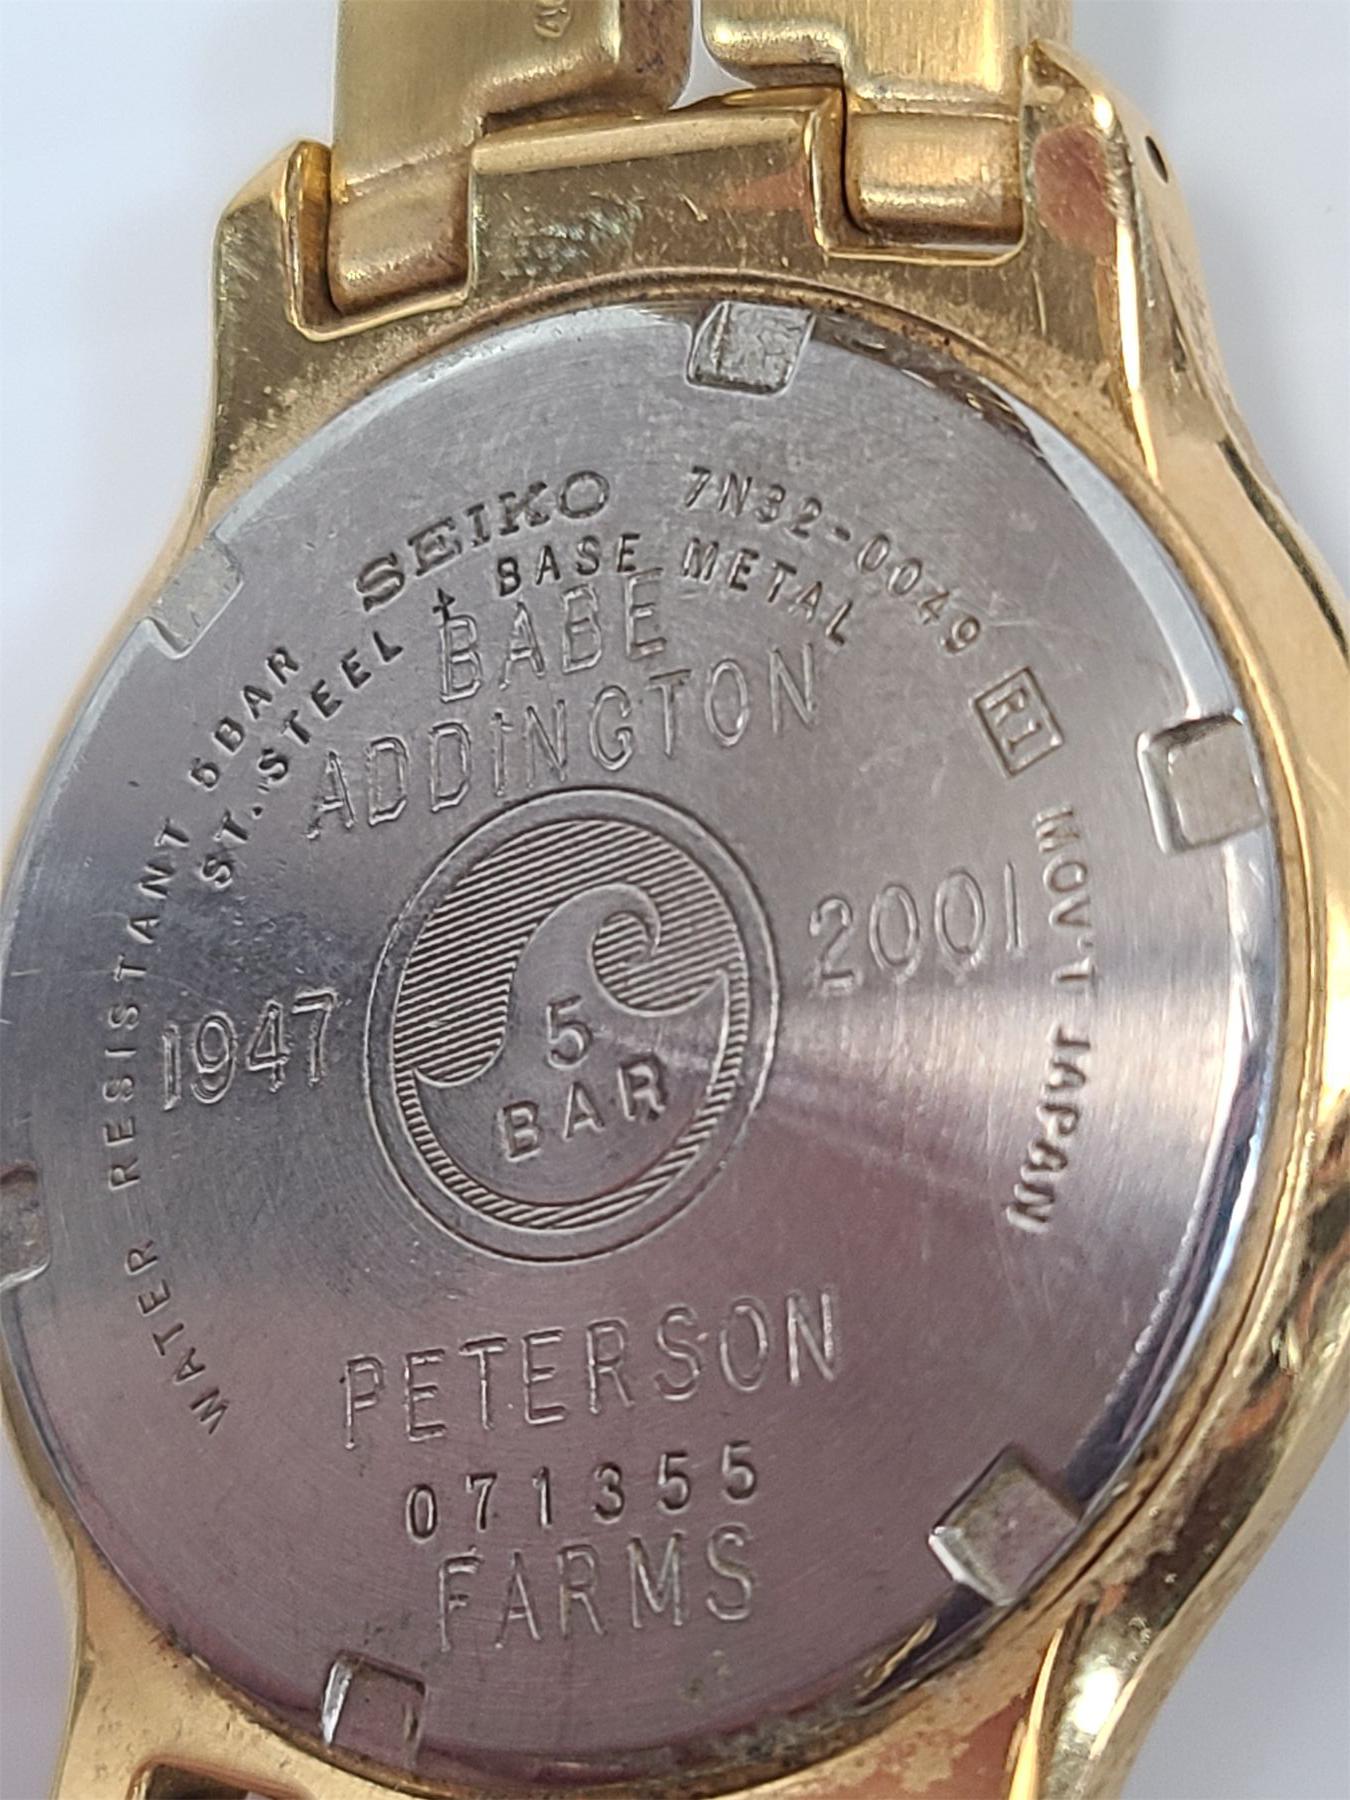 SEIKO 7N32-0049 R1 MOV'T JAPAN
WATER RESISTANT 5BAR
ST. STEEL + BASE METAL
BABE
ADDINGTON
1947
2001
5
BAR
PETERSON
071355
FARMS